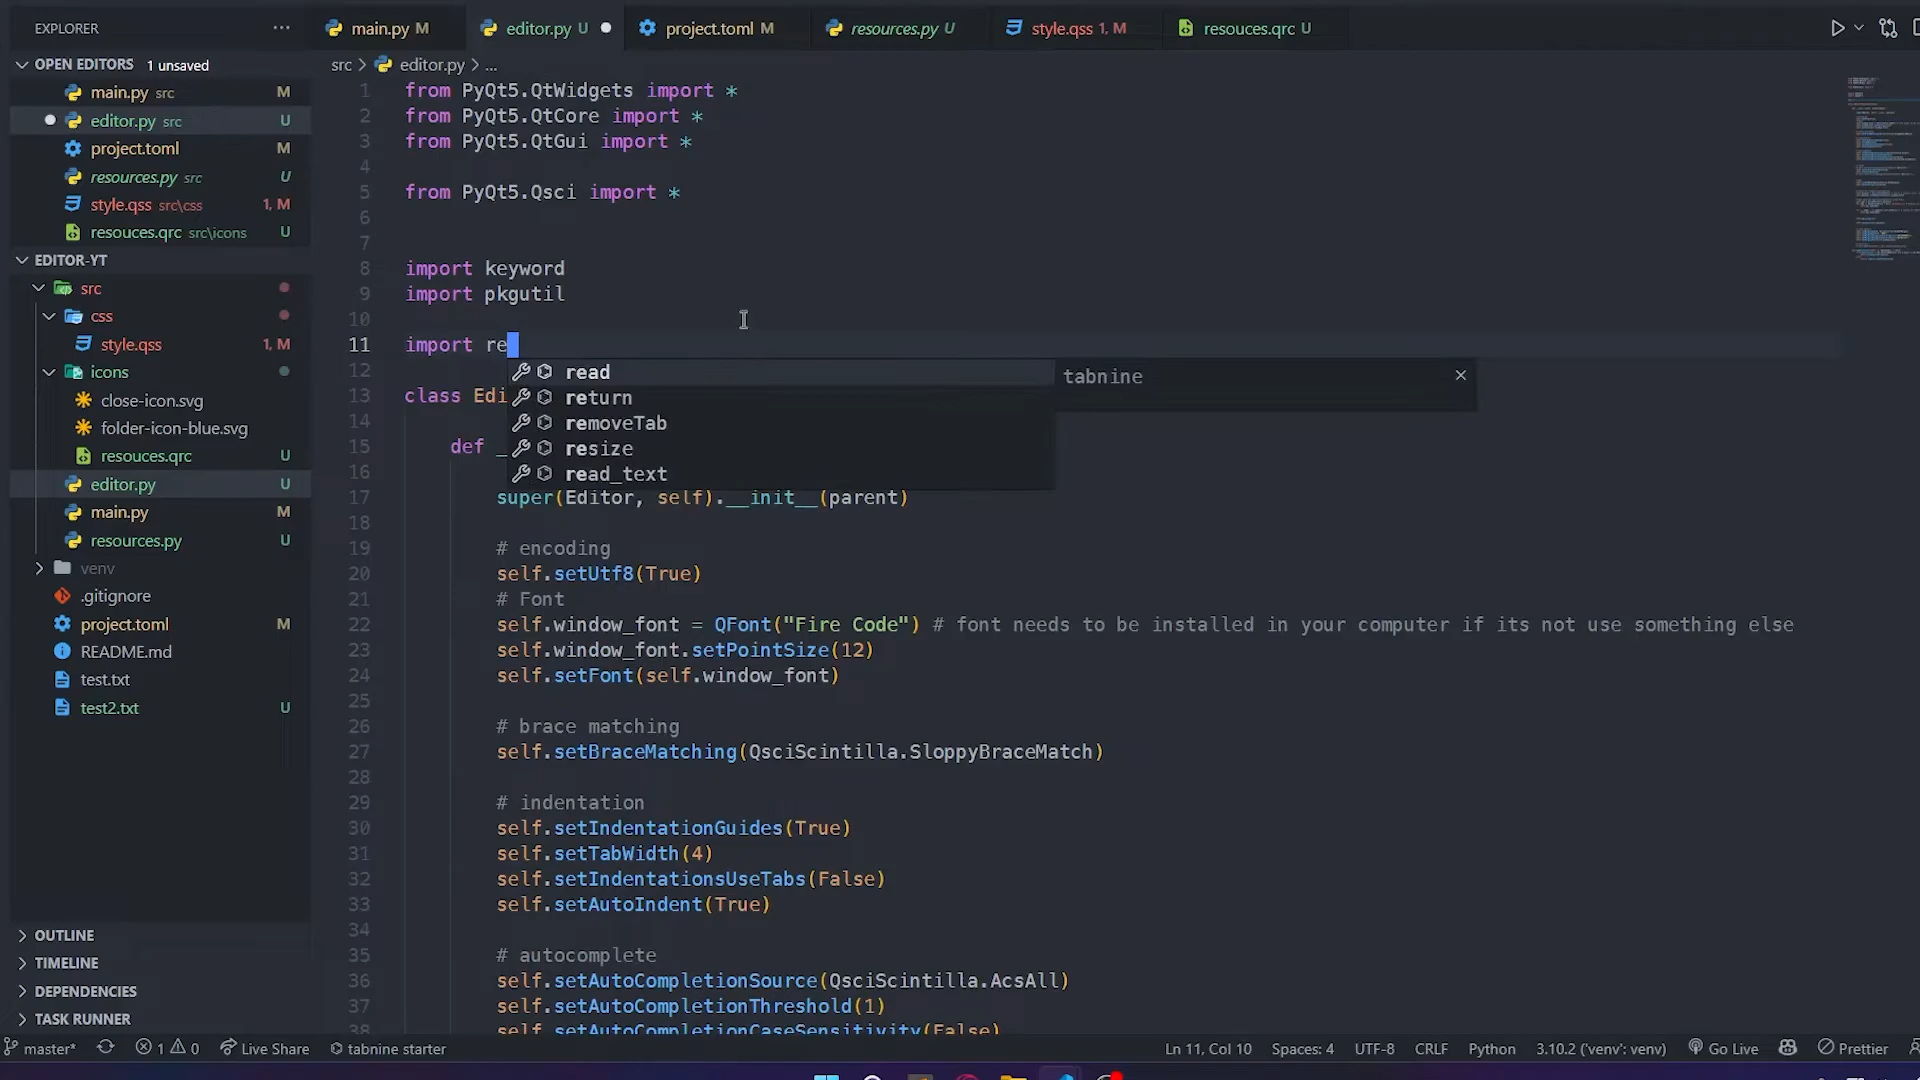 EXPLORER
main.py M
editor.py U
project.toml M
resources.py U
style.qss 1, M
resouces.qrc U
OPEN EDITORS 1 unsaved
main.py src M
editor.py src U
project.toml M
resources.py src U
style.qss src\css 1, M
resouces.qrc src\icons U
EDITOR-YT
src
css
style.qss 1, M
icons
close-icon.svg
folder-icon-blue.svg
resouces.qrc U
editor.py U
main.py M
resources.py U
venv
.gitignore
project.toml M
README.md
test.txt
test2.txt U
OUTLINE
TIMELINE
DEPENDENCIES
TASK RUNNER
src > editor.py > ...
1 from PyQt5.QtWidgets import *
2 from PyQt5.QtCore import *
3 from PyQt5.QtGui import *
4
5 from PyQt5.Qsci import *
6
7
8 import keyword
9 import pkgutil
10
11 import re
12
13 class Edi
14
15 def _
16
17 super(Editor, self).__init__(parent)
18
19 # encoding
20 self.setUtf8(True)
21 # Font
22 self.window_font = QFont("Fire Code") # font needs to be installed in your computer if its not use something else
23 self.window_font.setPointSize(12)
24 self.setFont(self.window_font)
25
26 # brace matching
27 self.setBraceMatching(QsciScintilla.SloppyBraceMatch)
28
29 # indentation
30 self.setIndentationGuides(True)
31 self.setTabWidth(4)
32 self.setIndentationsUseTabs(False)
33 self.setAutoIndent(True)
34
35 # autocomplete
36 self.setAutoCompletionSource(QsciScintilla.AcsAll)
37 self.setAutoCompletionThreshold(1)
38 self.setAutoCompletionCaseSensitivity(False)
read
return
removeTab
resize
read_text
tabnine
master* 1 0 Live Share tabnine starter
Ln 11, Col 10 Spaces: 4 UTF-8 CRLF Python 3.10.2 ('venv': venv) Go Live Prettier